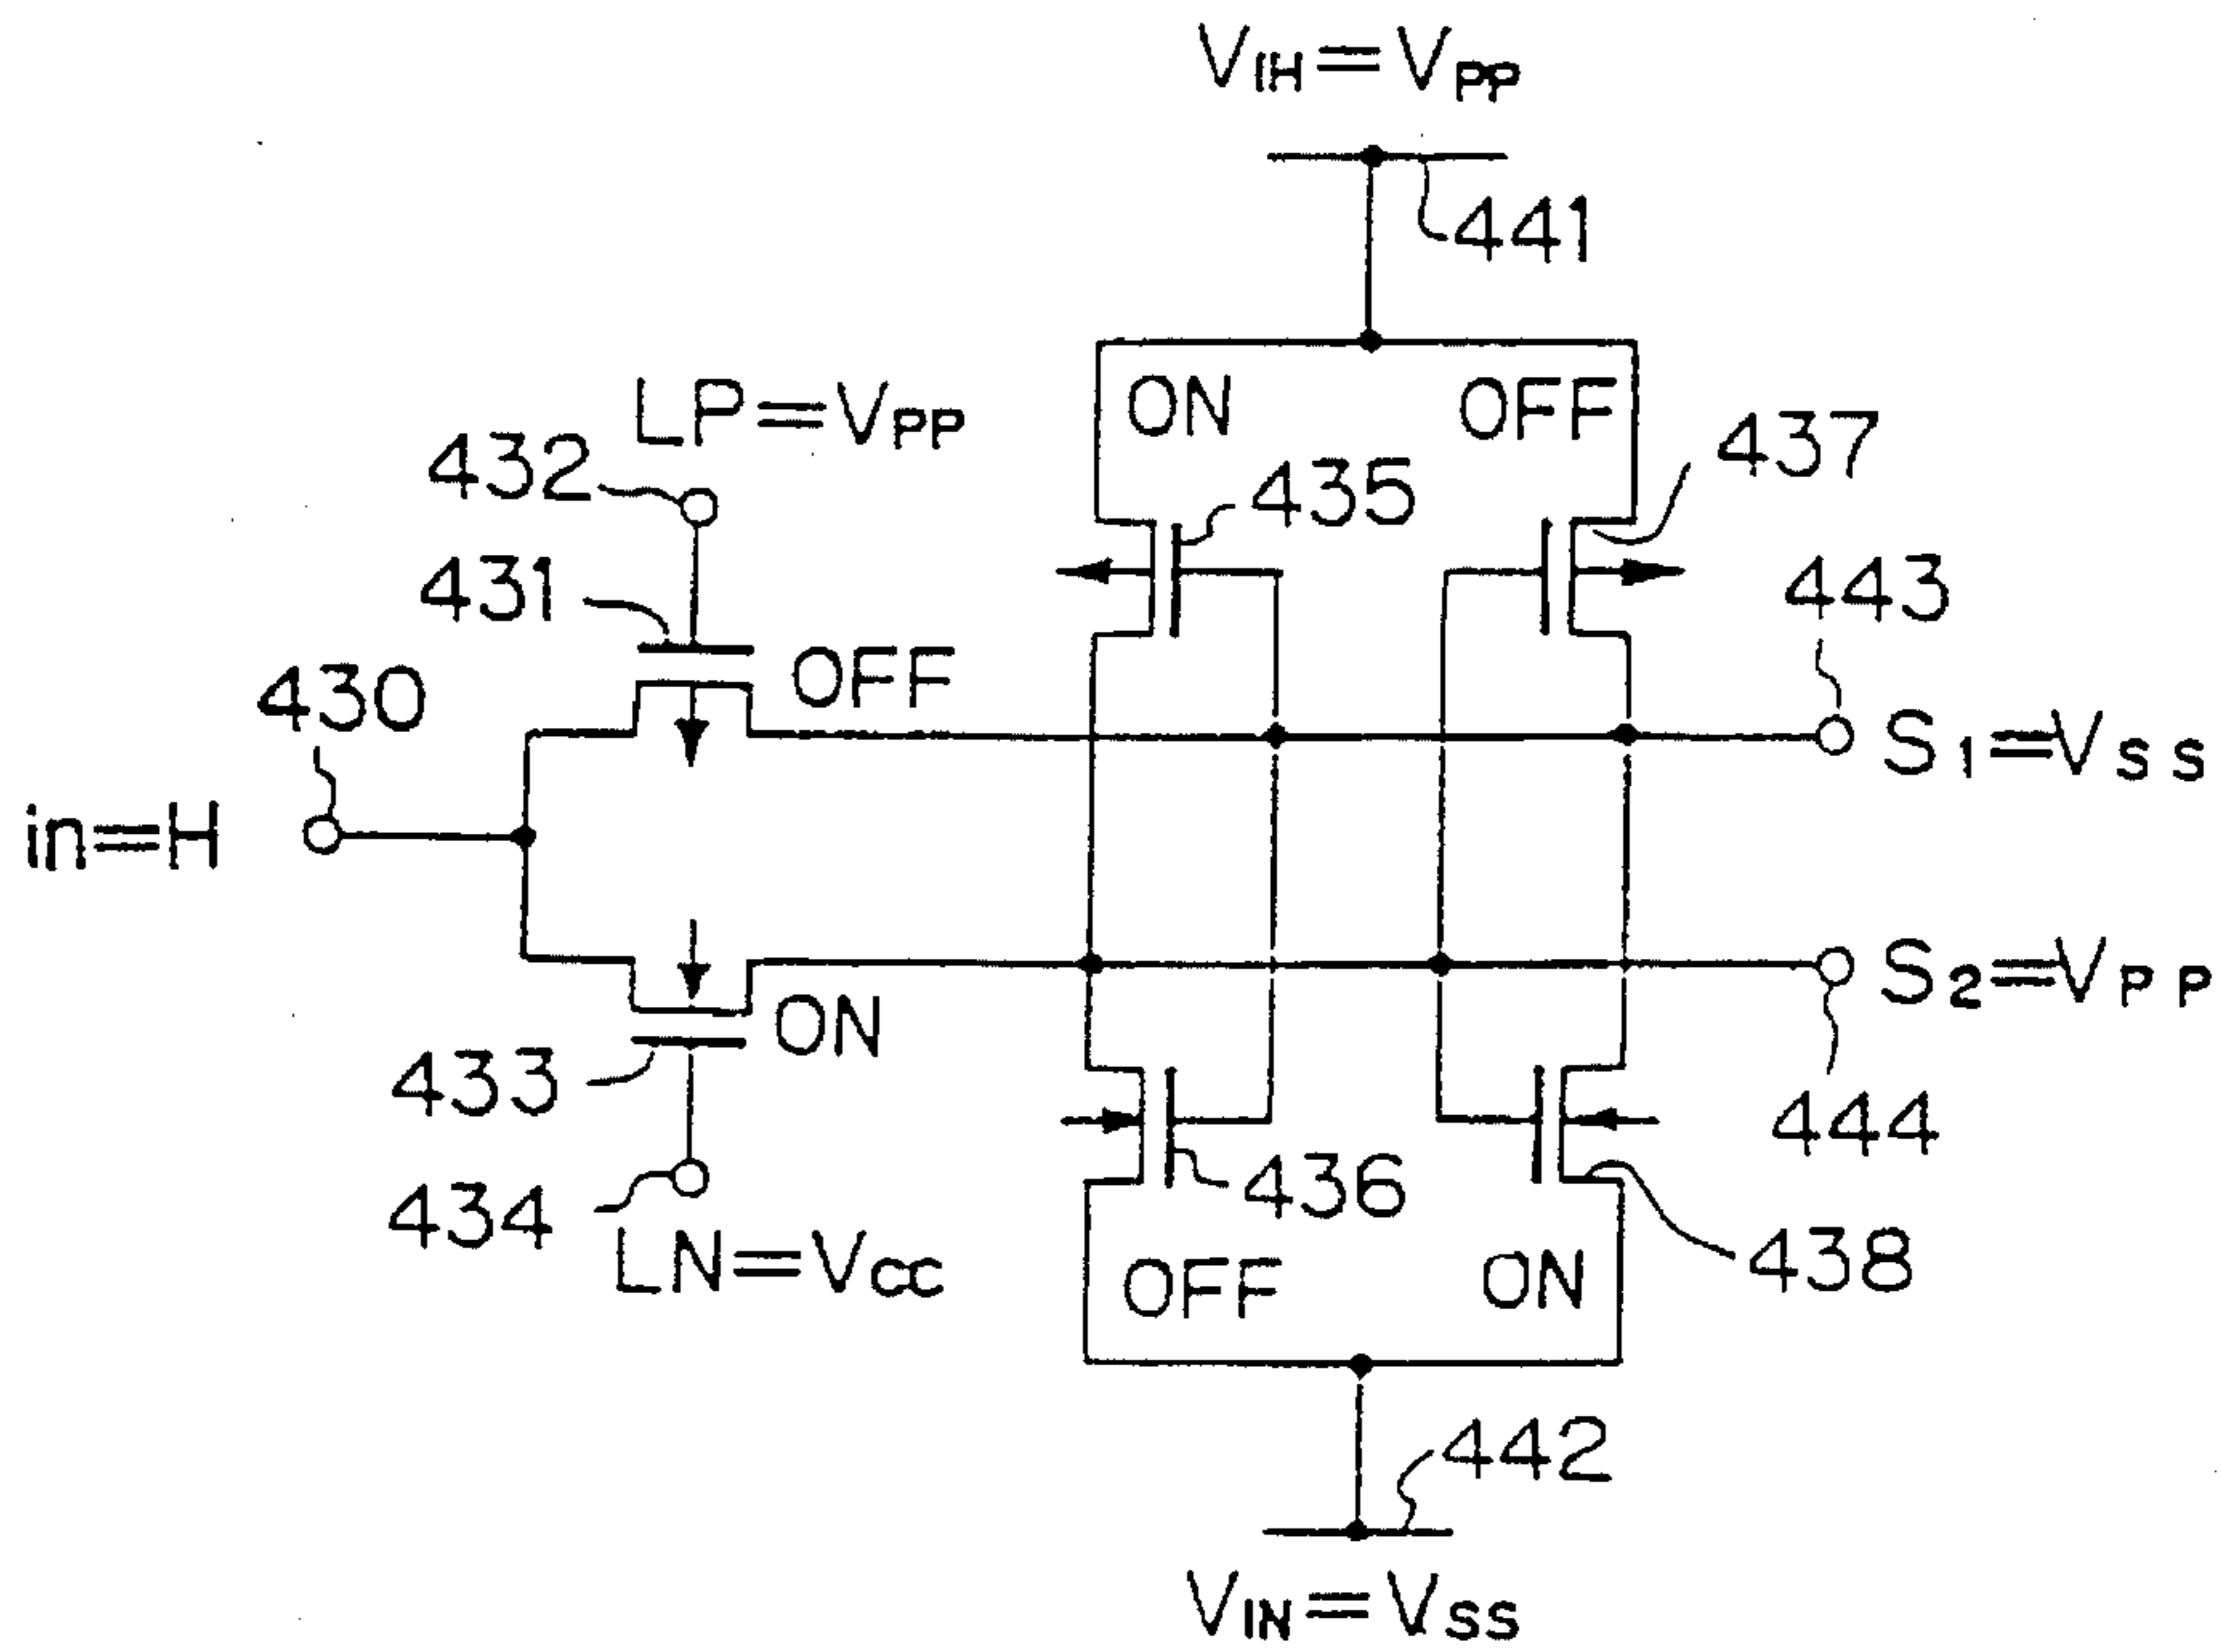 VIH=VPP
441
LP=VPP
ON
OFF
437
432
435
431
443
OFF
430
S1=VSS
in=H
S2=VPP
ON
433
444
434
436
LN=VCC
438
OFF
ON
442
VIN=VSS